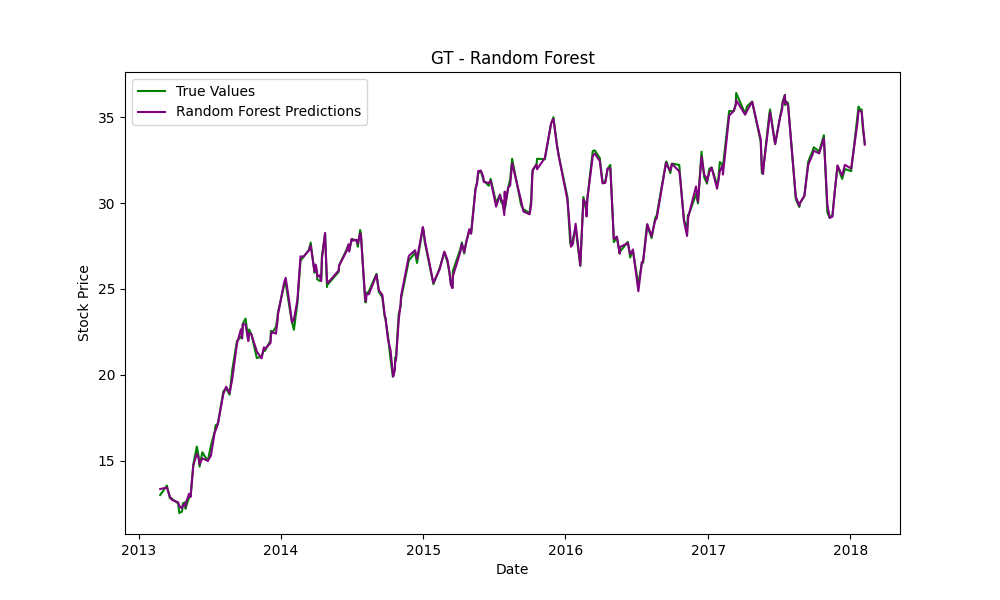 GT - Random Forest
True Values
Random Forest Predictions
35
30
25
20
15
Stock Price
2013 2014 2015 2016 2017 2018
Date